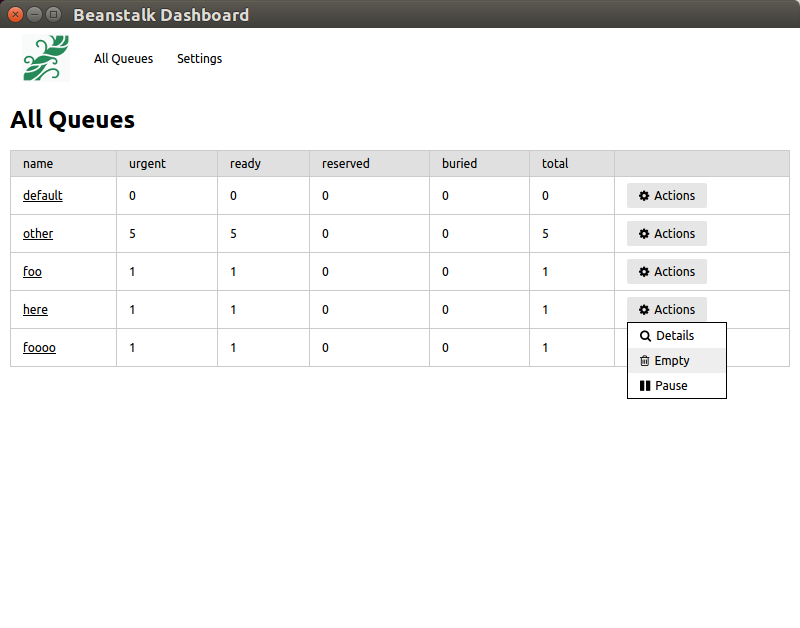 Beanstalk Dashboard
All Queues Settings
All Queues
name urgent ready reserved buried total
default 0 0 0 0 0 Actions
other 5 5 0 0 5 Actions
foo 1 1 0 0 1 Actions
here 1 1 0 0 1 Actions
foooo 1 1 0 0 1
Details
Empty
Pause